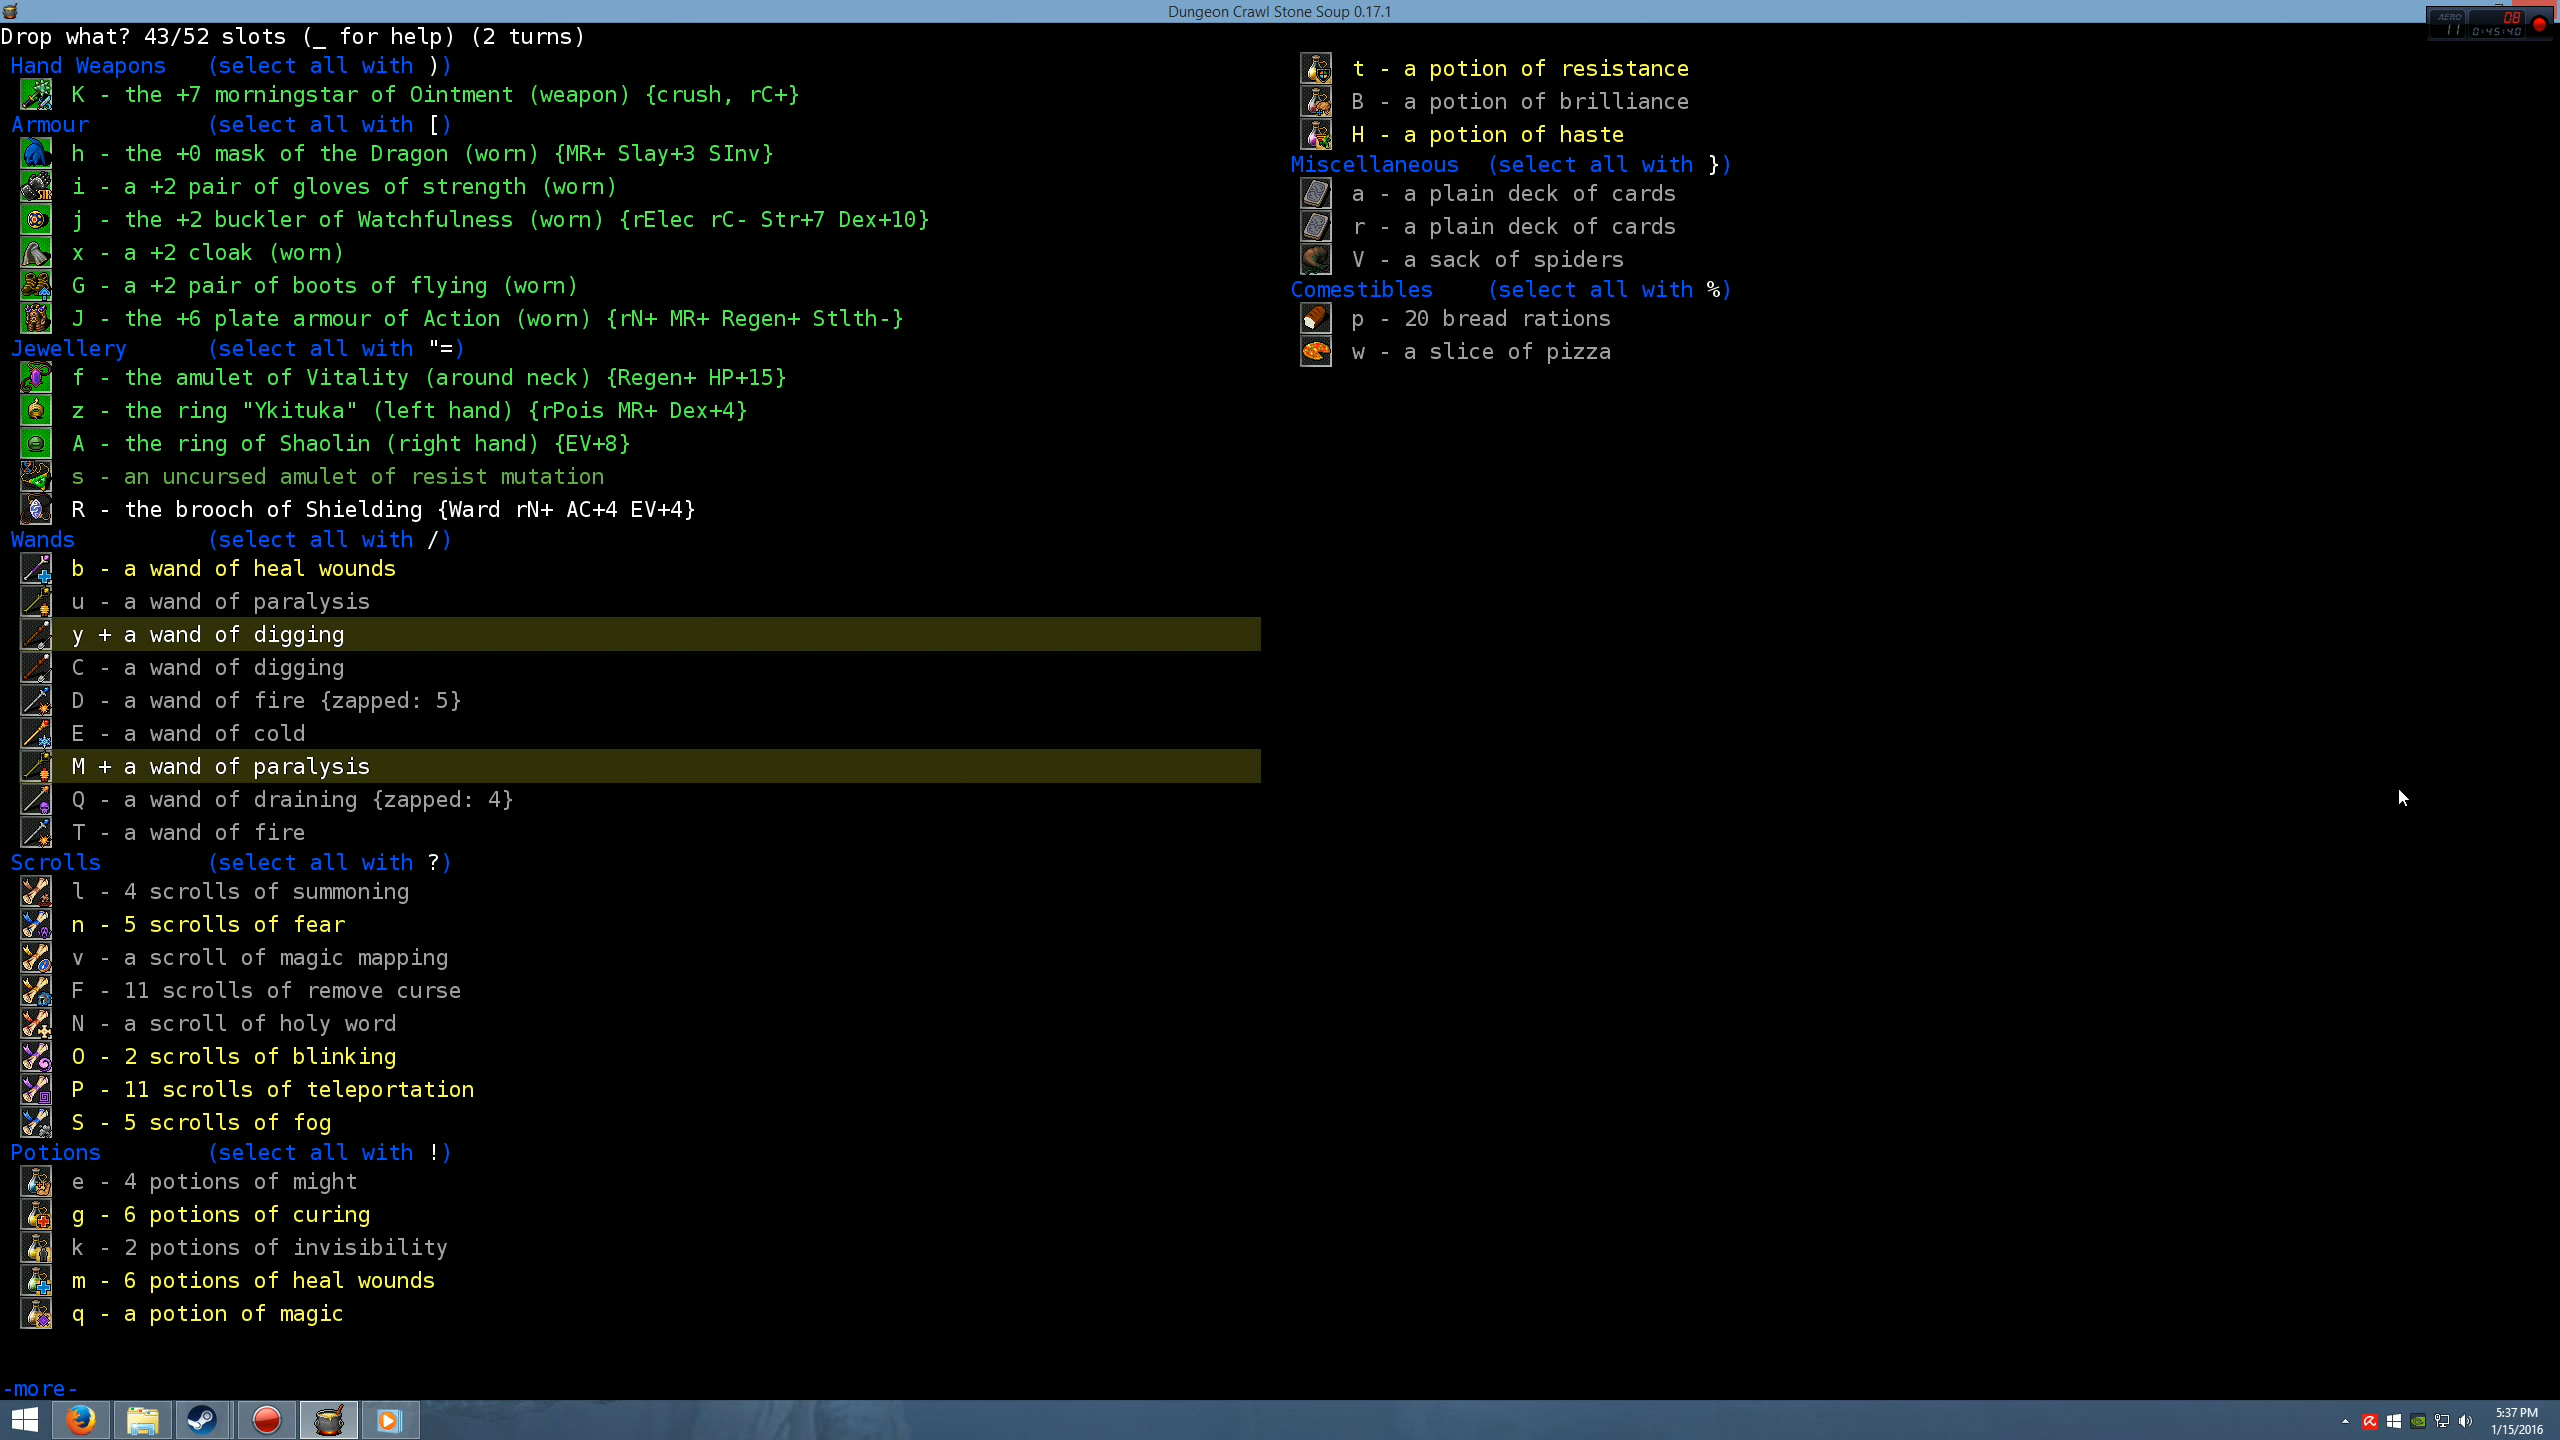 Dungeon Crawl Stone Soup 0.17.1
AERO
11
08
0:45:40
Drop what? 43/52 slots (_ for help) (2 turns)
Hand Weapons (select all with ))
K - the +7 morningstar of Ointment (weapon) {crush, rC+}
Armour (select all with [)
h - the +0 mask of the Dragon (worn) {MR+ Slay+3 SInv}
i - a +2 pair of gloves of strength (worn)
j - the +2 buckler of Watchfulness (worn) {rElec rC- Str+7 Dex+10}
x - a +2 cloak (worn)
G - a +2 pair of boots of flying (worn)
J - the +6 plate armour of Action (worn) {rN+ MR+ Regen+ Stlth-}
Jewellery (select all with "=)
f - the amulet of Vitality (around neck) {Regen+ HP+15}
z - the ring "Ykituka" (left hand) {rPois MR+ Dex+4}
A - the ring of Shaolin (right hand) {EV+8}
s - an uncursed amulet of resist mutation
R - the brooch of Shielding {Ward rN+ AC+4 EV+4}
Wands (select all with /)
b - a wand of heal wounds
u - a wand of paralysis
y + a wand of digging
C - a wand of digging
D - a wand of fire {zapped: 5}
E - a wand of cold
M + a wand of paralysis
Q - a wand of draining {zapped: 4}
T - a wand of fire
Scrolls (select all with ?)
l - 4 scrolls of summoning
n - 5 scrolls of fear
v - a scroll of magic mapping
F - 11 scrolls of remove curse
N - a scroll of holy word
O - 2 scrolls of blinking
P - 11 scrolls of teleportation
S - 5 scrolls of fog
Potions (select all with !)
e - 4 potions of might
g - 6 potions of curing
k - 2 potions of invisibility
m - 6 potions of heal wounds
q - a potion of magic
t - a potion of resistance
B - a potion of brilliance
H - a potion of haste
Miscellaneous (select all with })
a - a plain deck of cards
r - a plain deck of cards
V - a sack of spiders
Comestibles (select all with %)
p - 20 bread rations
w - a slice of pizza
-more-
5:37 PM
1/15/2016